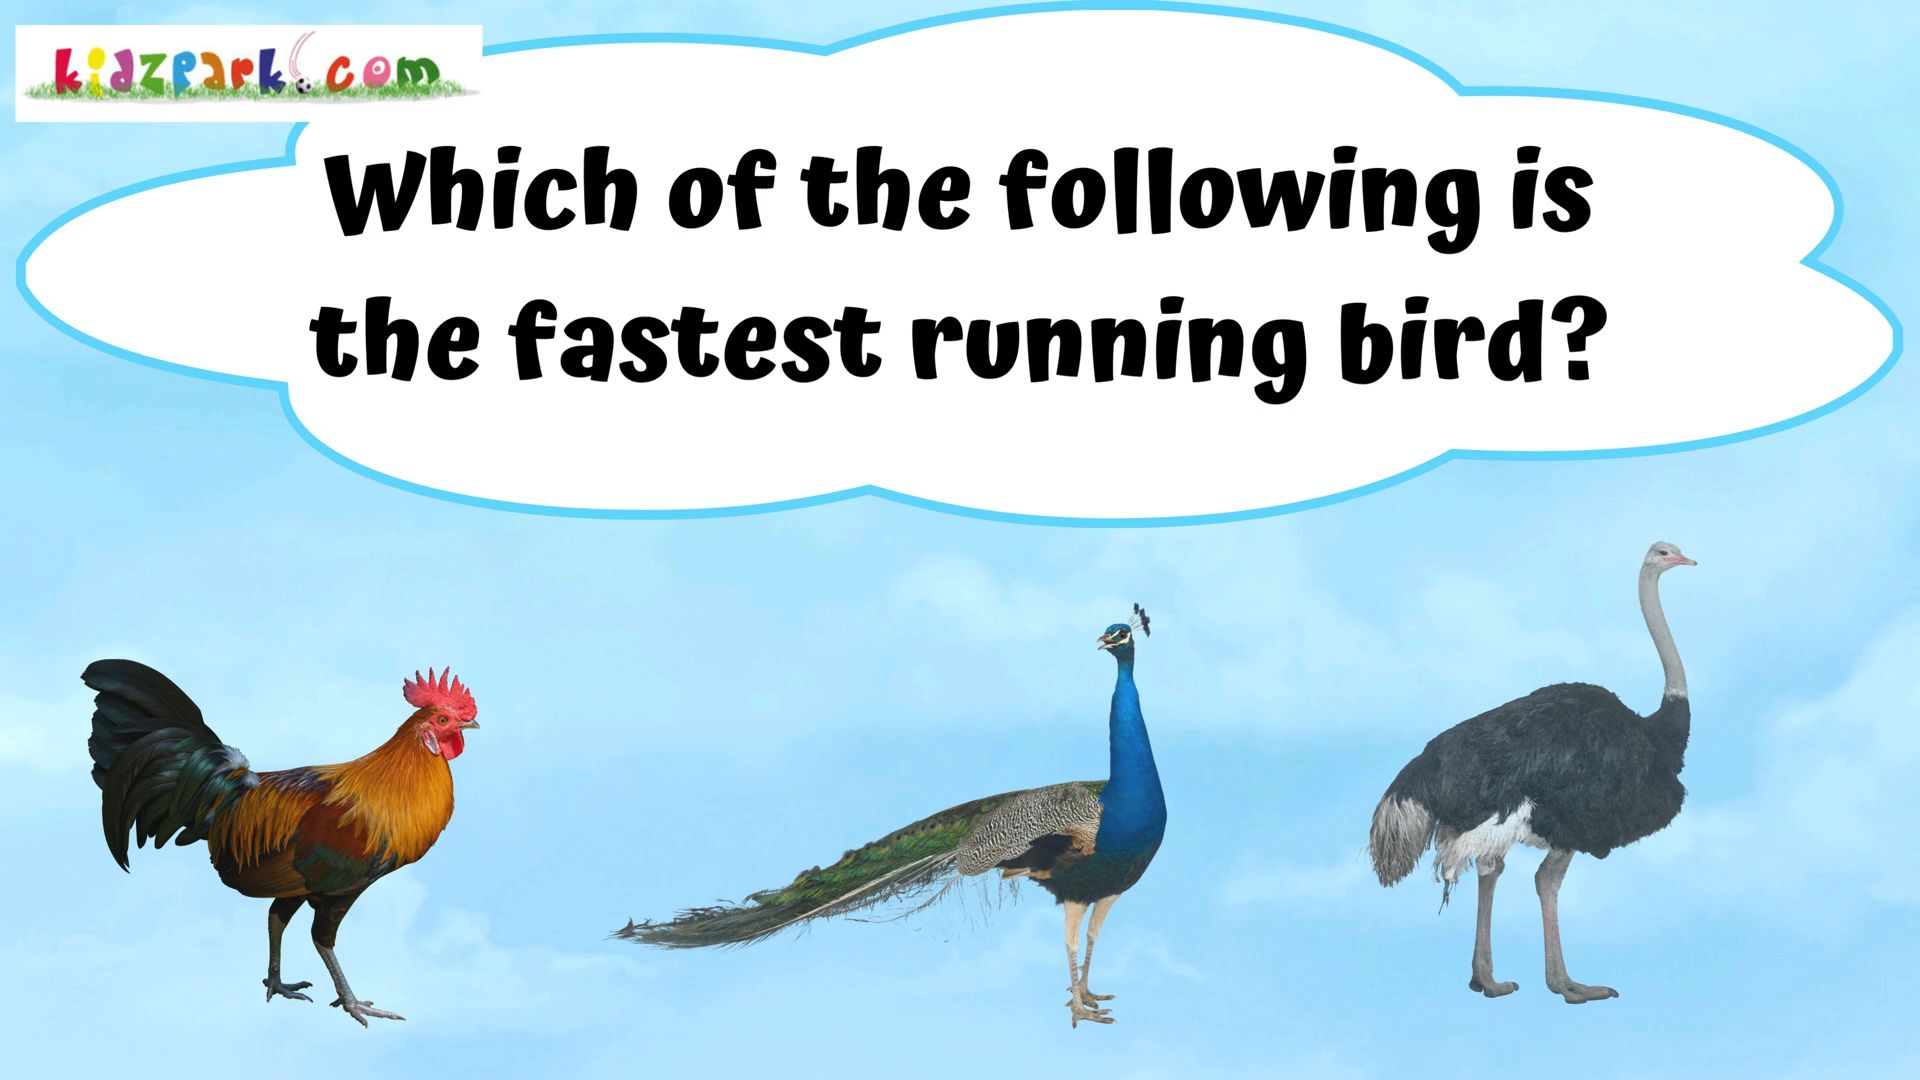 kidzpark.com
Which of the following is
the fastest running bird?